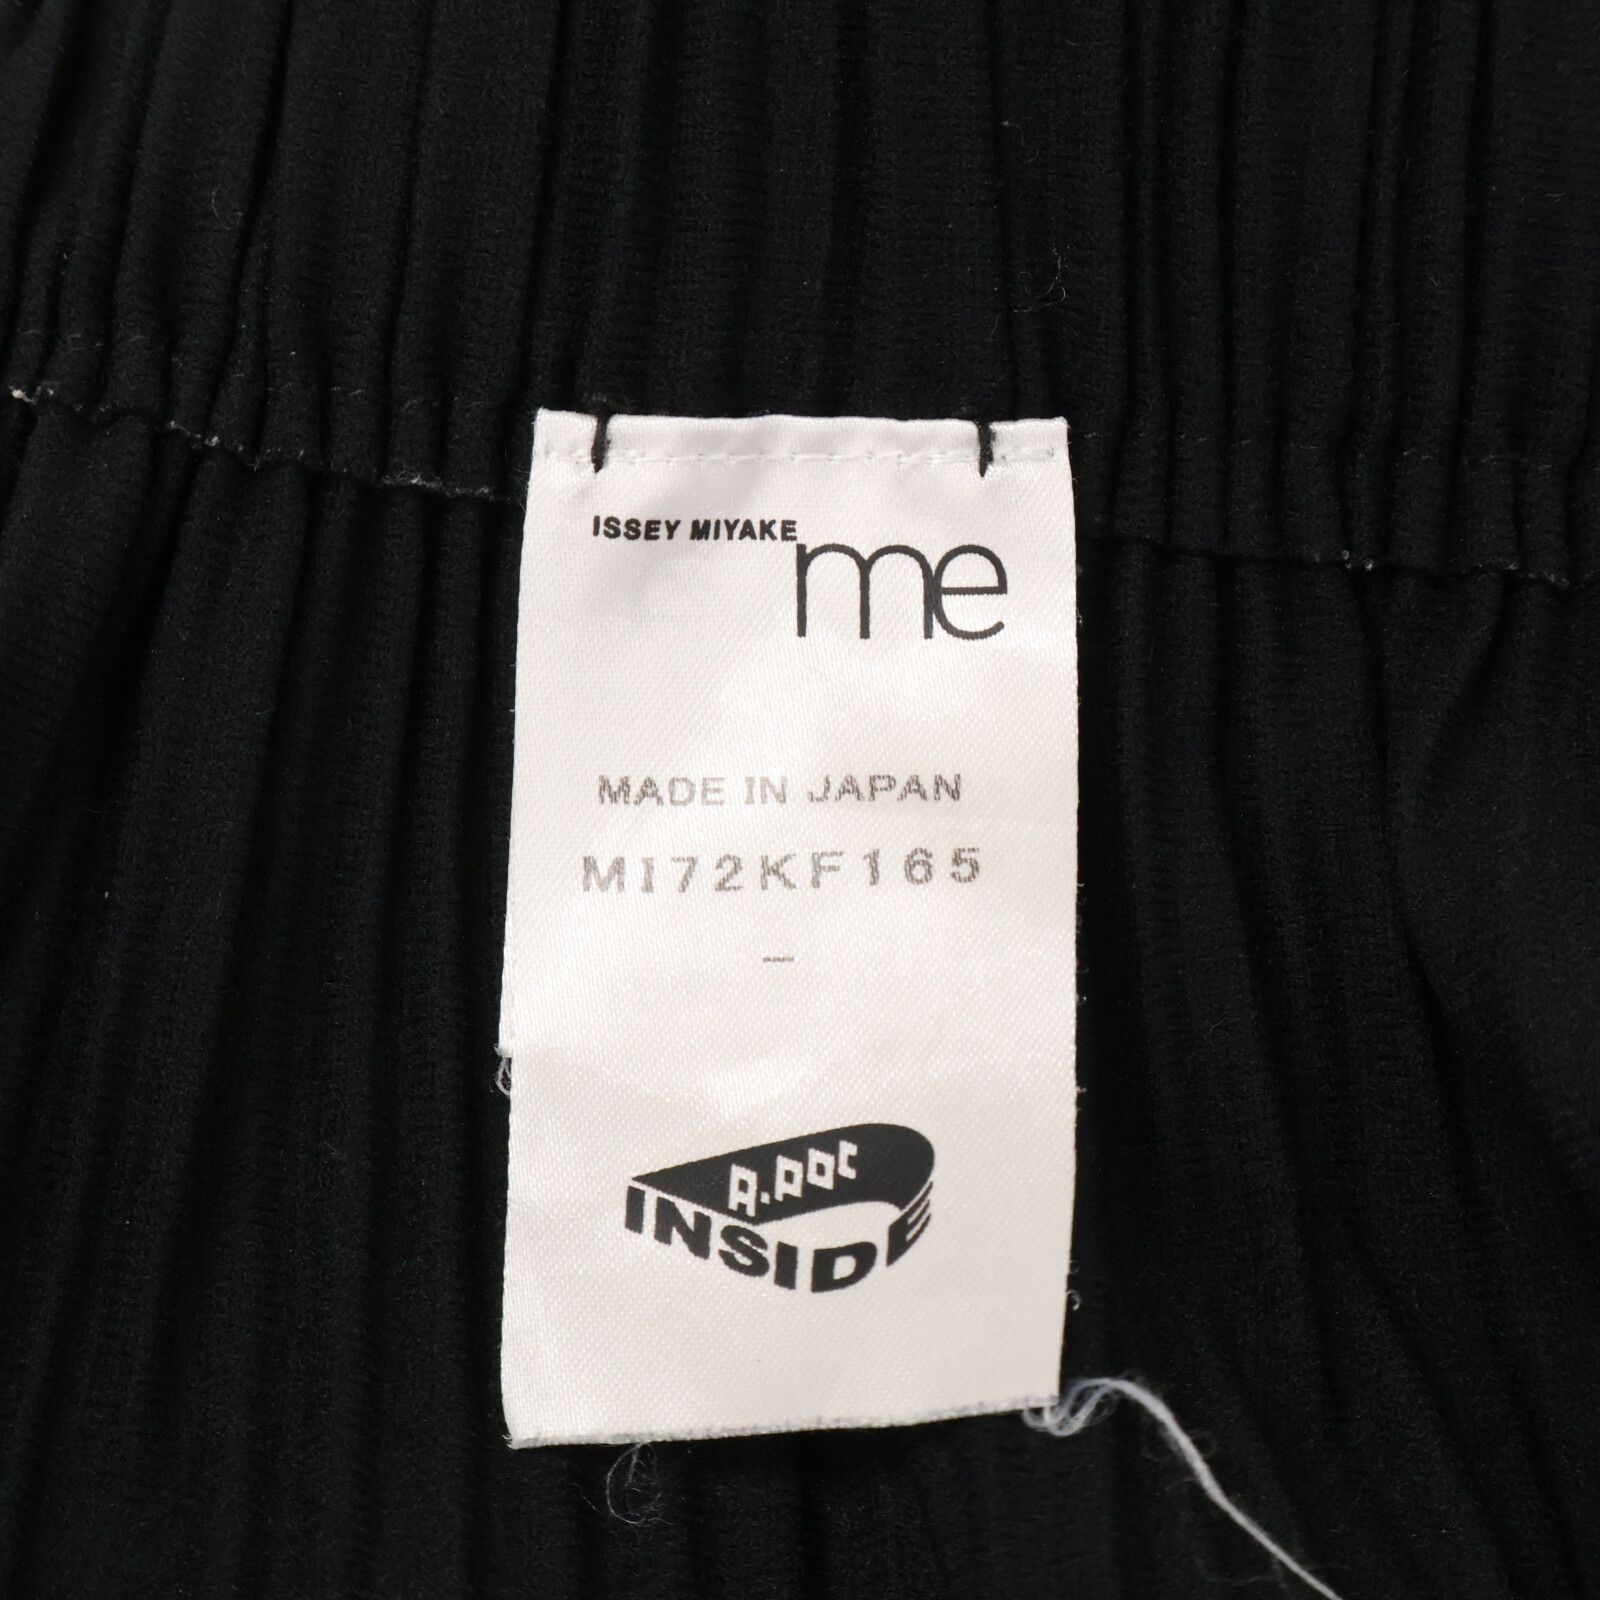 ISSEY MIYAKE
me
MADE IN JAPAN
MI72KF165
A.POC
INSIDE